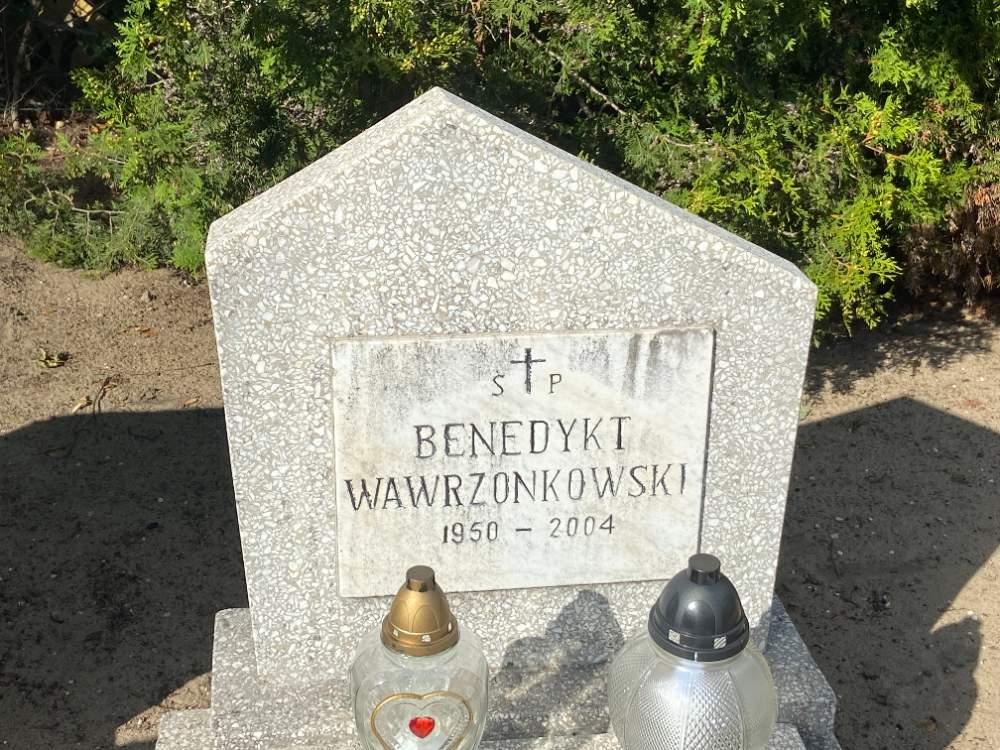 S P
BENEDYKT
WAWRZONKOWSKI
1950 - 2004